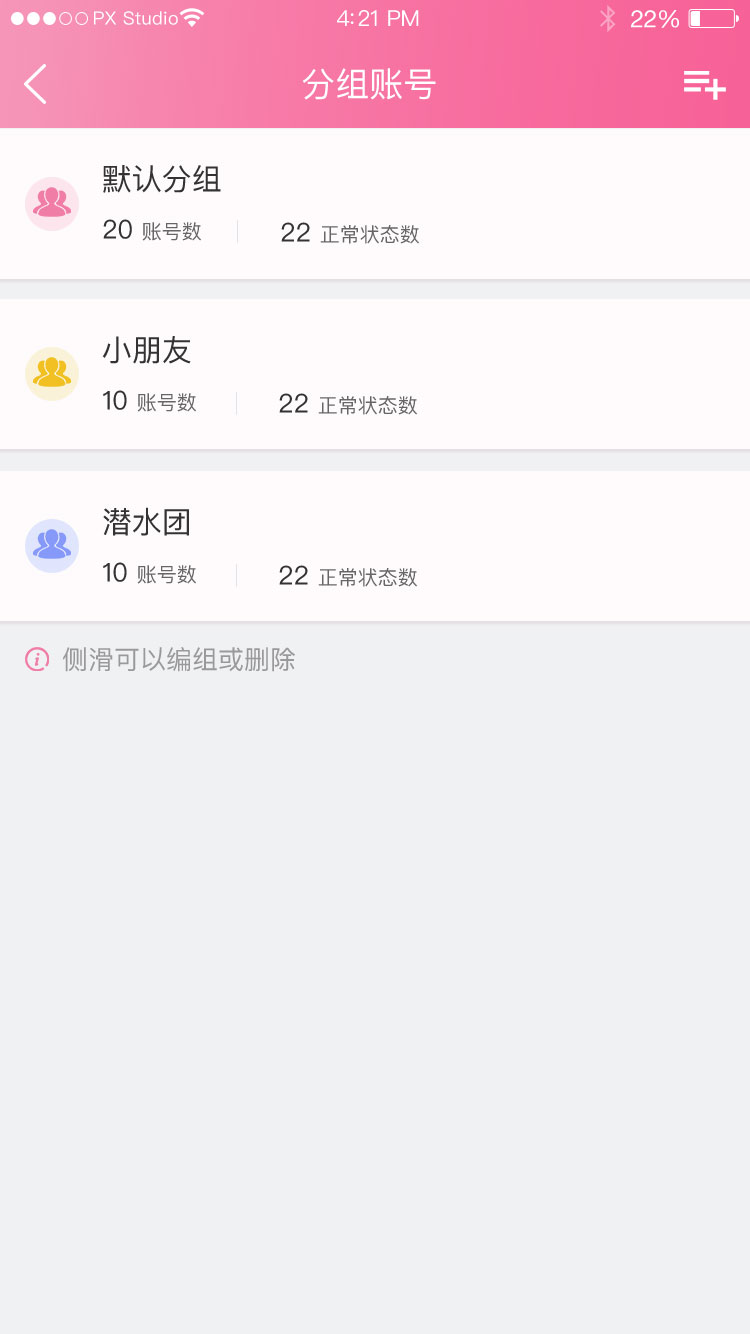 PX Studio 4:21 PM 22%
分组账号
默认分组
20 账号数 22 正常状态数
小朋友
10 账号数 22 正常状态数
潜水团
10 账号数 22 正常状态数
侧滑可以编组或删除